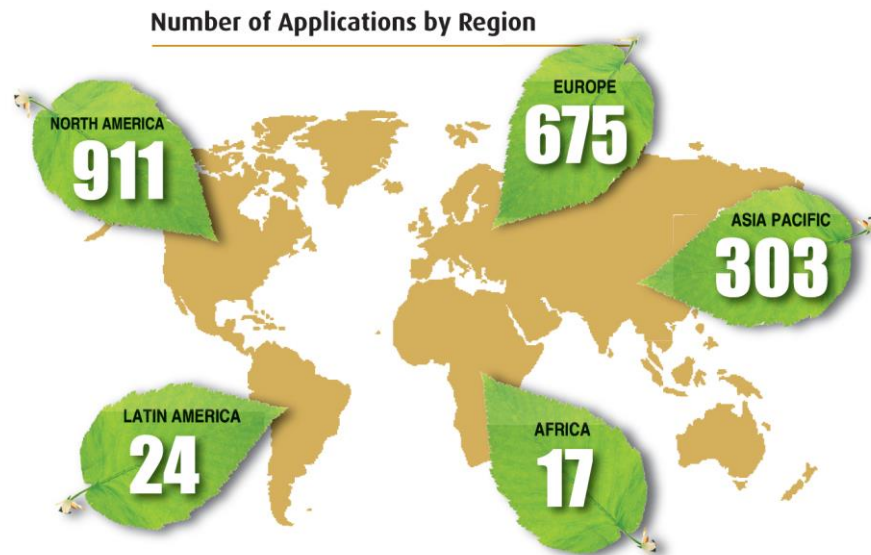 Number of Applications by Region
NORTH AMERICA
911
EUROPE
675
ASIA PACIFIC
303
LATIN AMERICA
24
AFRICA
17